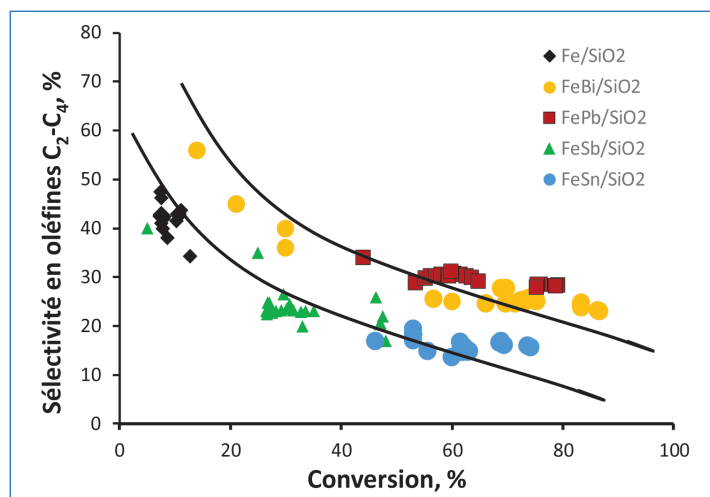 Sélectivité en oléfines C₂-C₄, %
80
70
60
50
40
30
20
10
0
0 20 40 60 80 100
Conversion, %
Fe/SiO2
FeBi/SiO2
FePb/SiO2
FeSb/SiO2
FeSn/SiO2